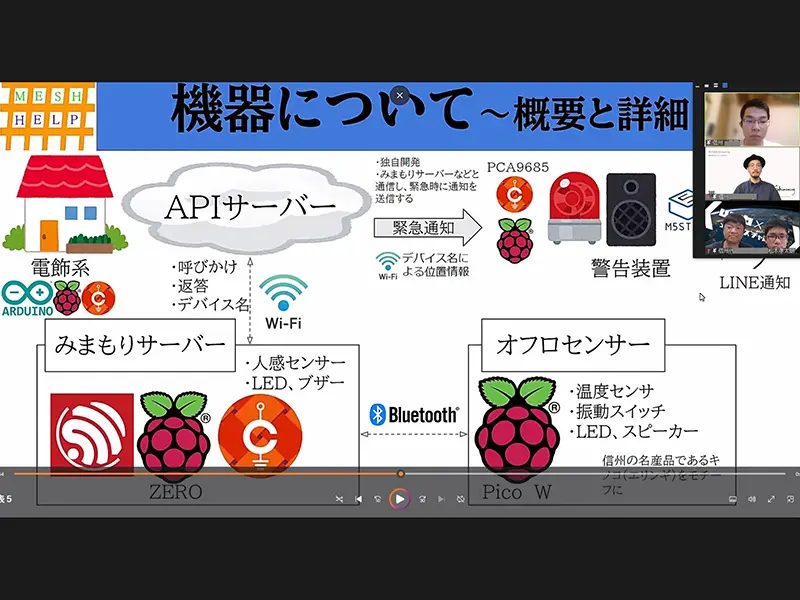 MESH
HELP
機器について～概要と詳細
APIサーバー
・独自開発
・みまもりサーバーなどと
通信し、緊急時に通知を
送信する
緊急通知
Wi-Fi
デバイス名に
よる位置情報
PCA9685
警告装置
M5ST
LINE通知
電飾系
ARDUINO
・呼びかけ
・返答
・デバイス名
Wi-Fi
みまもりサーバー
・人感センサー
・LED、ブザー
ZERO
Bluetooth®
オフロセンサー
・温度センサ
・振動スイッチ
・LED、スピーカー
信州の名産品であるキ
ノコ(エリンギ)をモチー
フに
Pico W
表5